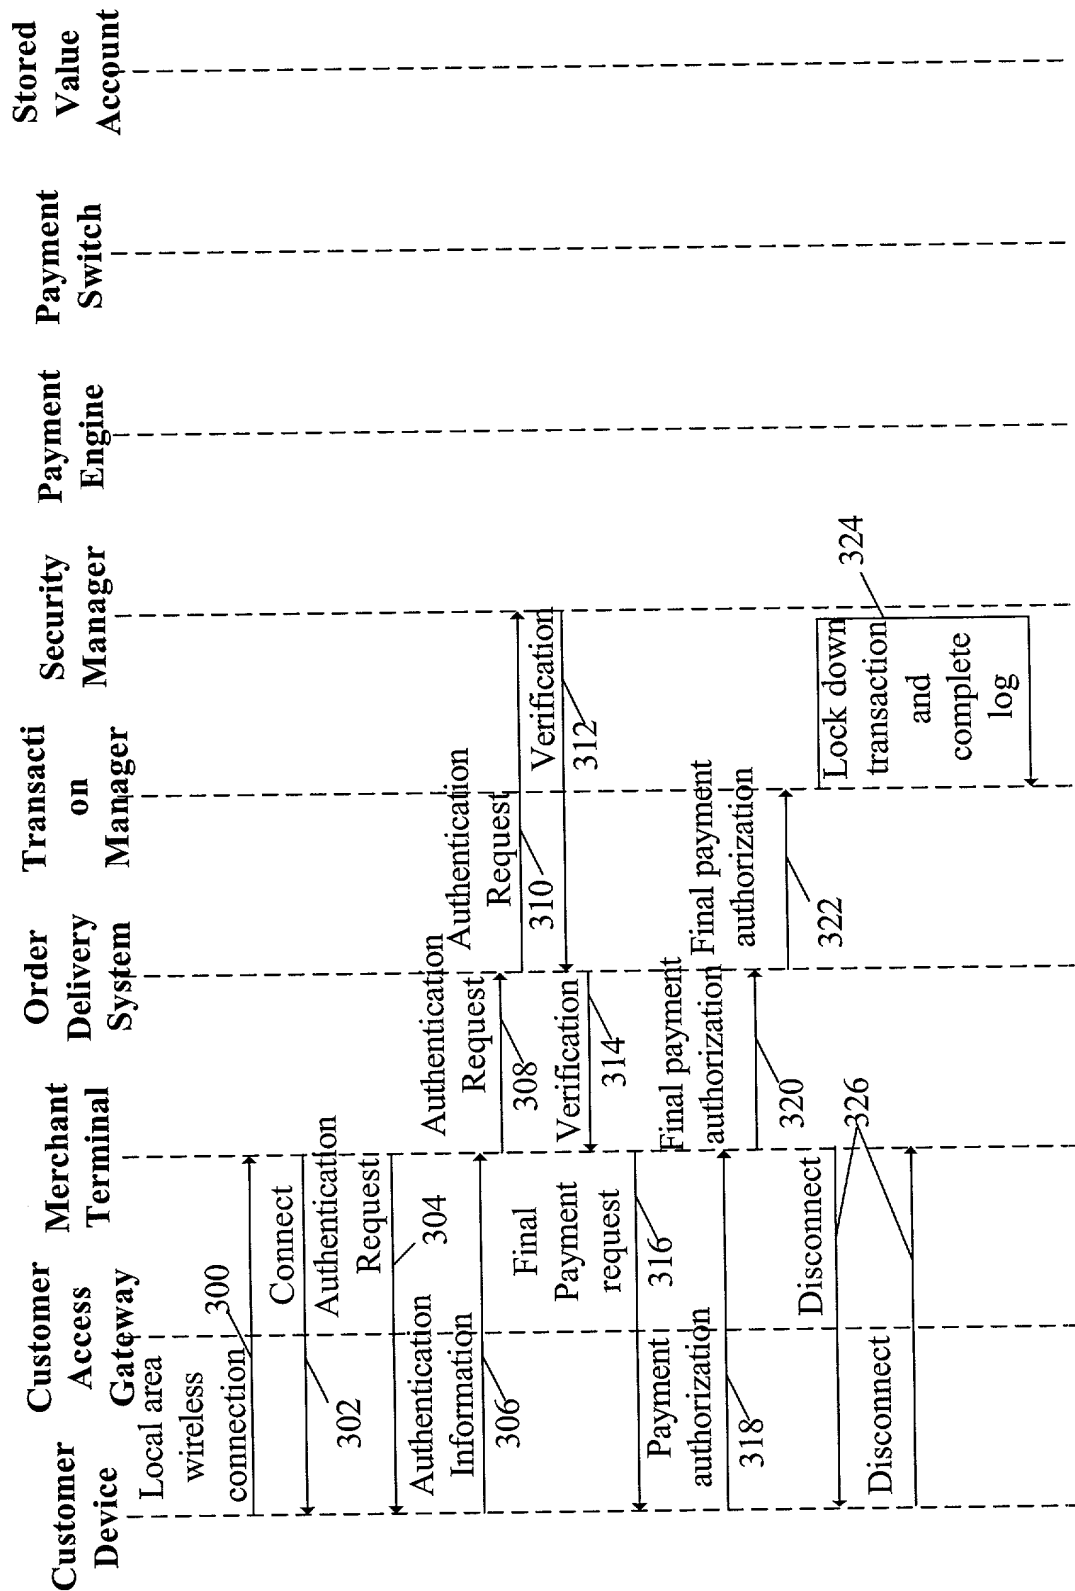 Customer
Device
Customer
Access
Gateway
Merchant
Terminal
Order
Delivery
System
Transacti
on
Manager
Security
Manager
Payment
Engine
Payment
Switch
Stored
Value
Account
Local area
wireless
connection
300
Connect
302
Authentication
Request
304
Authentication
Information
306
Authentication
Request
308
Authentication
Request
310
Verification
312
Verification
314
Final
Payment
request
316
Payment
authorization
318
Final payment
authorization
320
Final payment
authorization
322
Lock down
transaction
and
complete
log
324
Disconnect
326
Disconnect